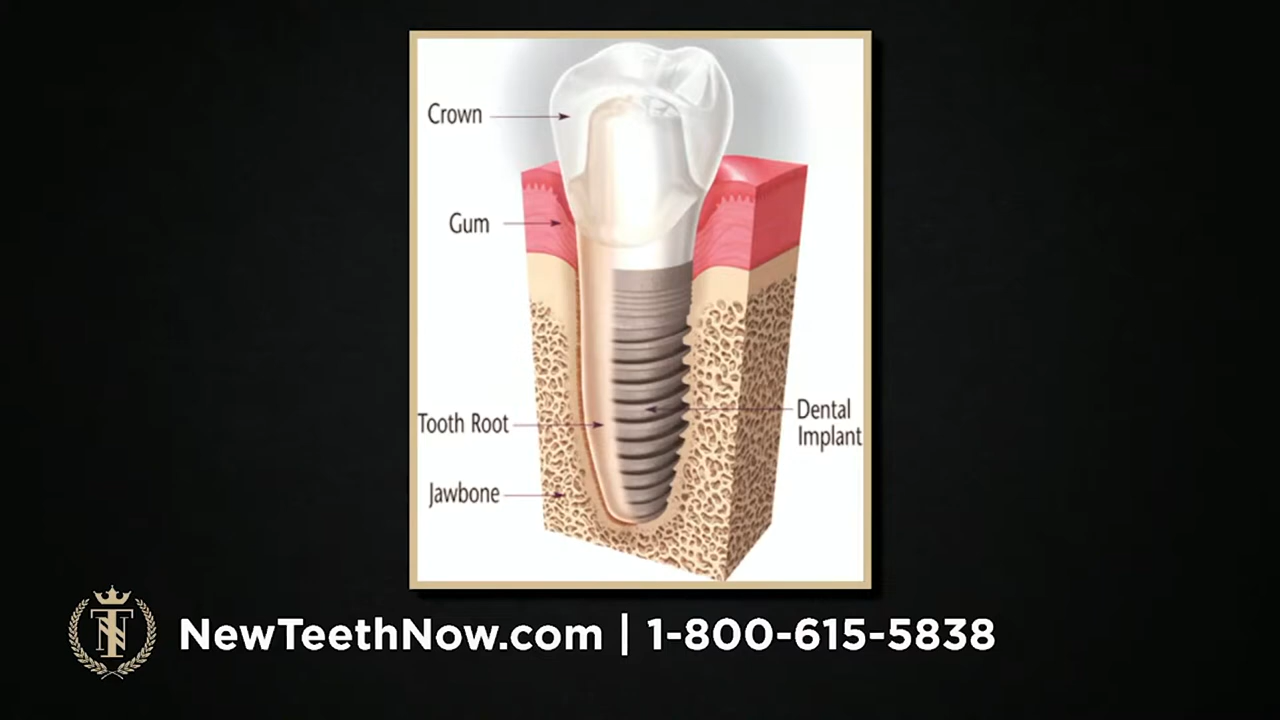 Crown
Gum
Tooth Root
Dental
Implant
Jawbone
NewTeethNow.com | 1-800-615-5838